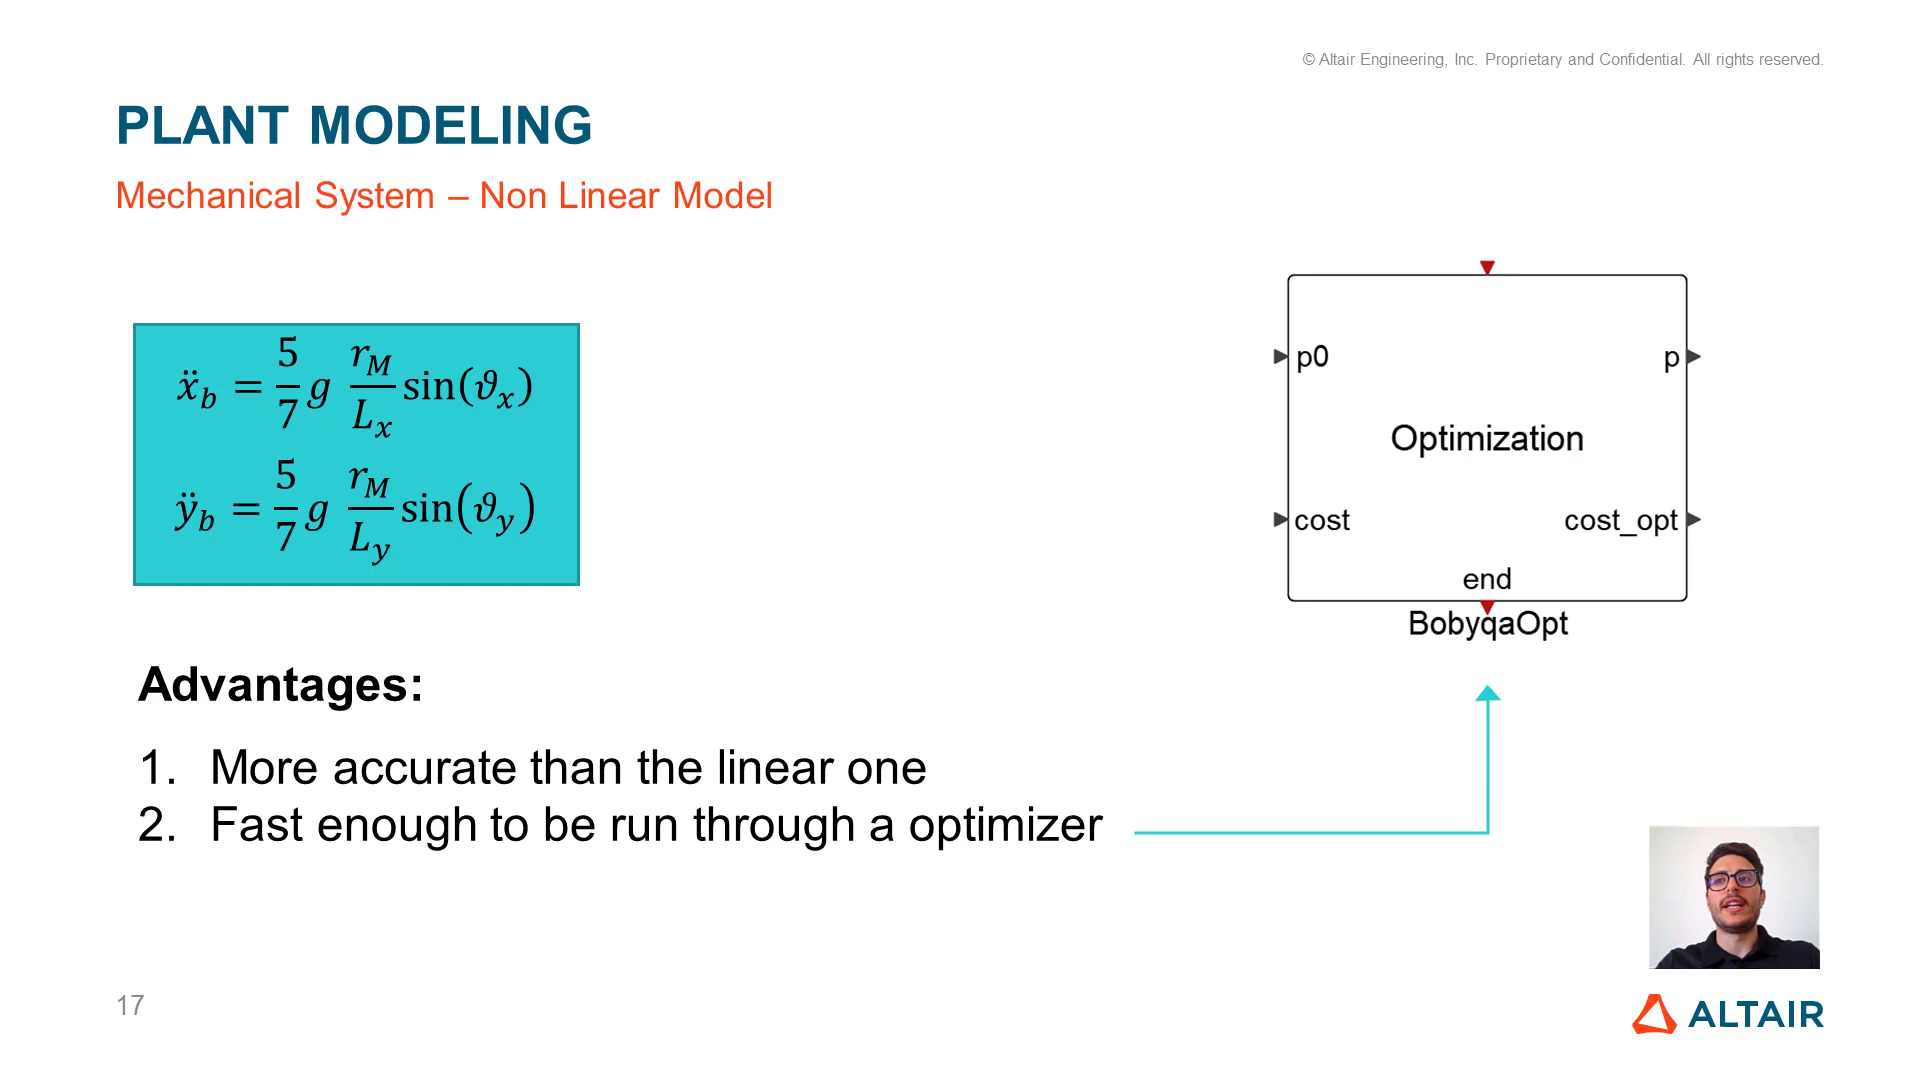 © Altair Engineering, Inc. Proprietary and Confidential. All rights reserved.
PLANT MODELING
Mechanical System – Non Linear Model
ẍ_b = 5/7 g r_M/L_x sin(ϑ_x)
ÿ_b = 5/7 g r_M/L_y sin(ϑ_y)
p0 p
Optimization
cost cost_opt
end
BobyqaOpt
Advantages:
1. More accurate than the linear one
2. Fast enough to be run through a optimizer
17
ALTAIR